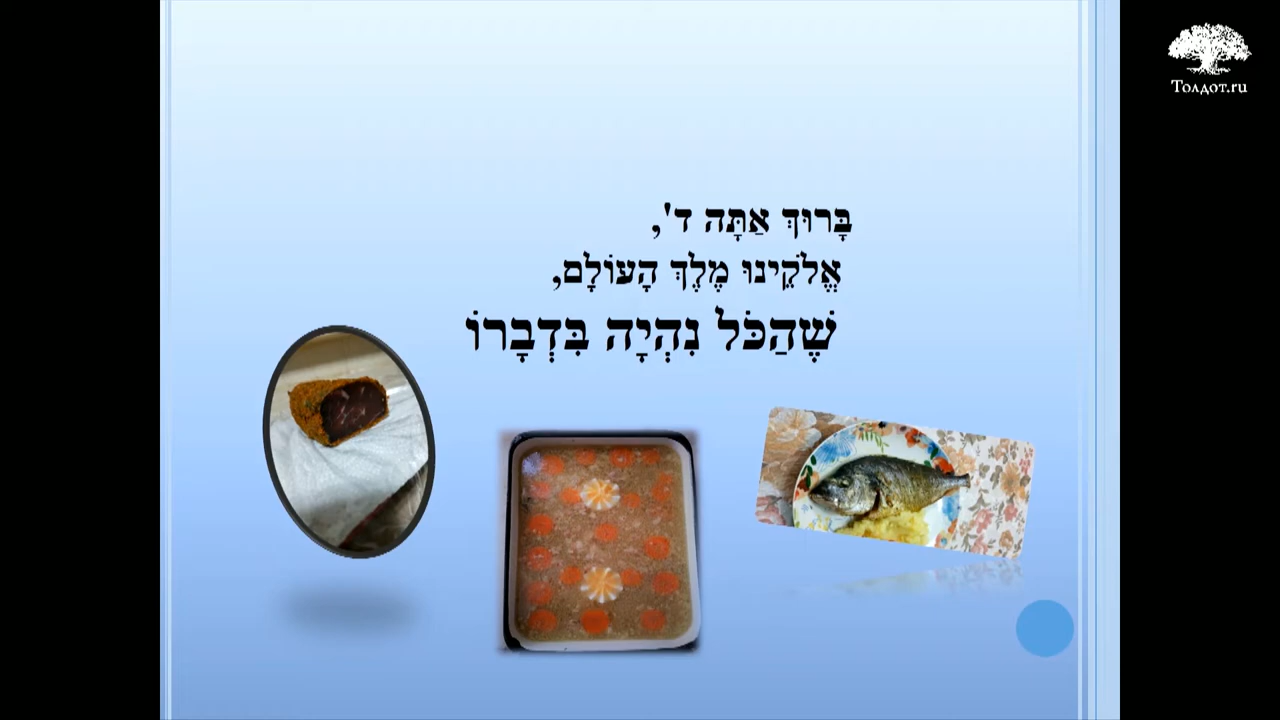 בָּרוּךְ אַתָּה ד',
אֱלֹקֵינוּ מֶלֶךְ הָעוֹלָם,
שֶׁהַכֹּל נִהְיָה בִּדְבָרוֹ
Толдот.ru